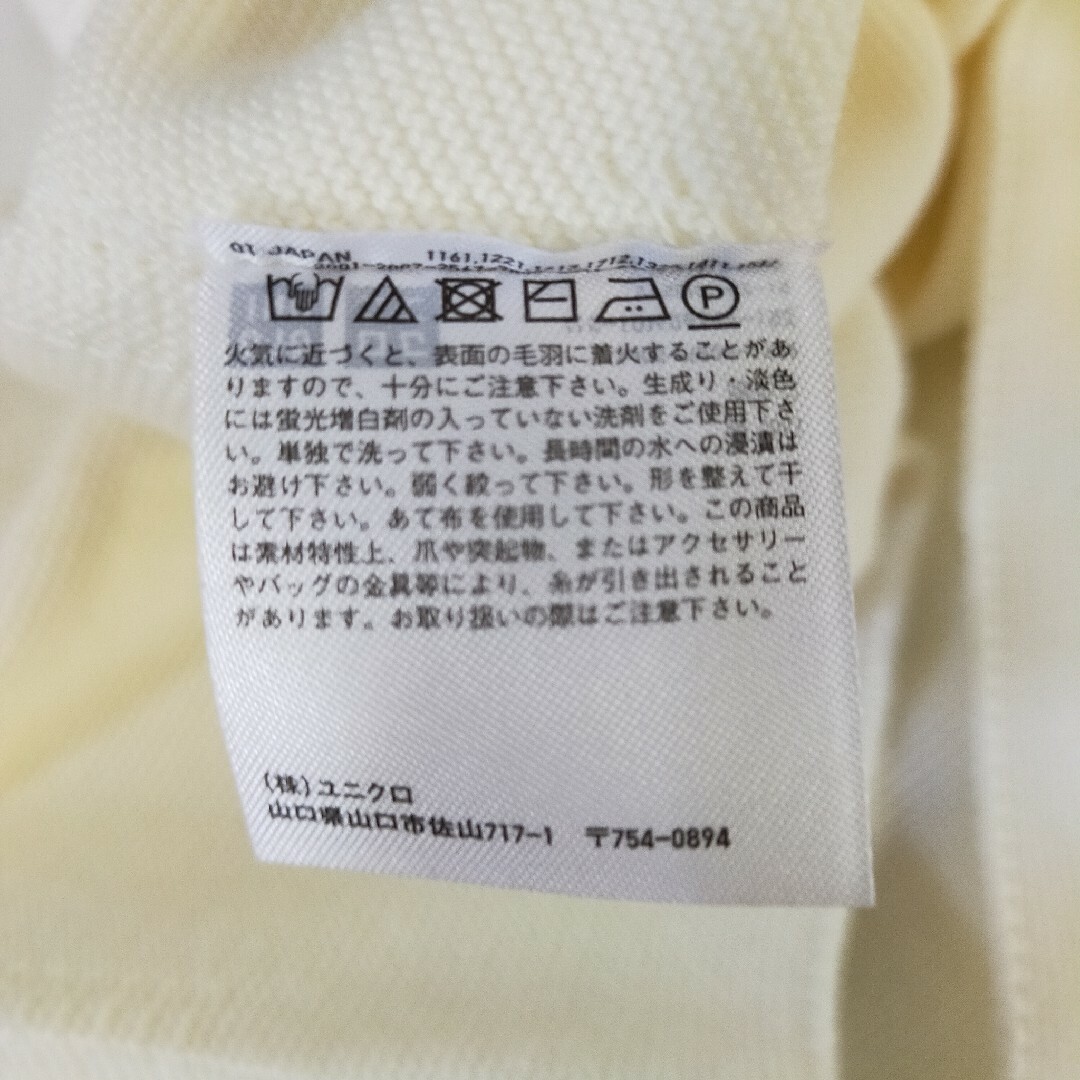 01 JAPAN 1161.1221
P
火気に近づくと、表面の毛羽に着火することがあ
りますので、十分にご注意下さい。生成り・淡色
には蛍光増白剤の入っていない洗剤をご使用下さ
い。単独で洗って下さい。長時間の水への浸漬は
お避け下さい。弱く絞って下さい。形を整えて干
して下さい。あて布を使用して下さい。この商品
は素材特性上、爪や突起物、またはアクセサリー
やバッグの金具等により、糸が引き出されること
があります。お取り扱いの際はご注意下さい。
(株)ユニクロ
山口県山口市佐山717-1 〒754-0894